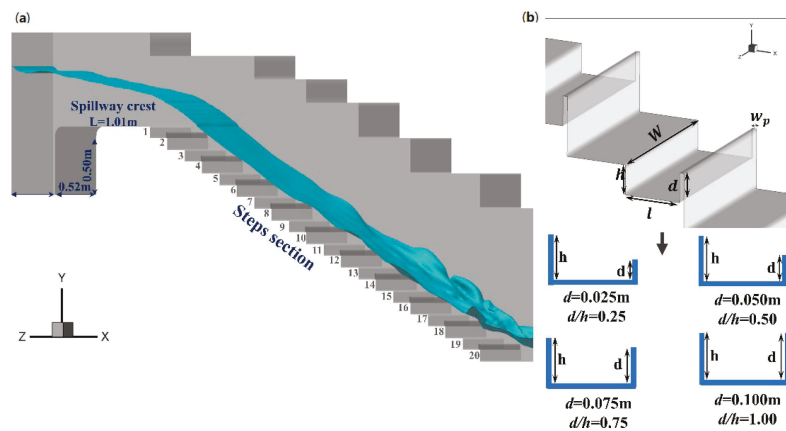 (a)
Spillway crest
L=1.01m
0.50m
0.52m
1
2
3
4
5
6
7
8
9
10
11
12
13
14
15
16
17
18
19
20
Steps section
Y
Z
X
(b)
Y
Z
X
W
w_p
h
d
l
h
d
d=0.025m
d/h=0.25
h
d
d=0.050m
d/h=0.50
h
d
d=0.075m
d/h=0.75
h
d
d=0.100m
d/h=1.00